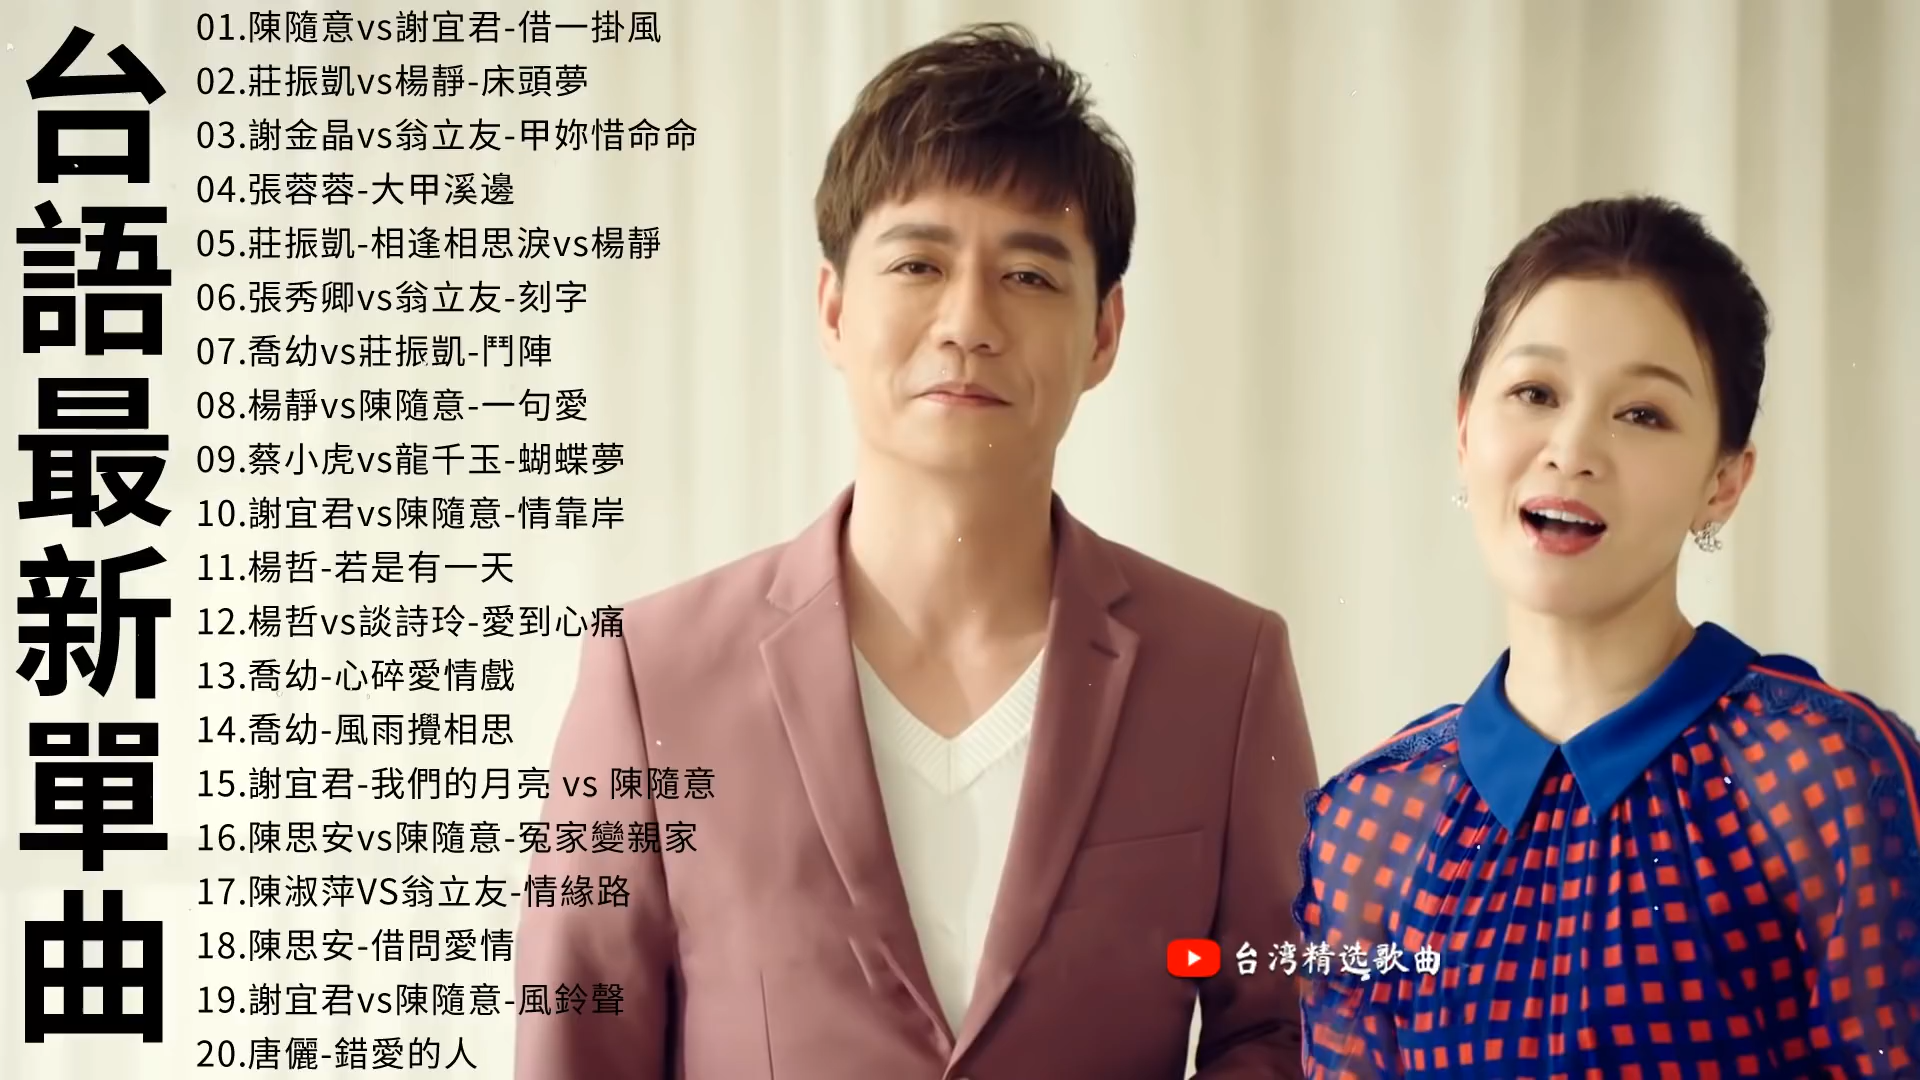 台語最新單曲
01.陳隨意vs謝宜君-借一掛風
02.莊振凱vs楊靜-床頭夢
03.謝金晶vs翁立友-甲妳惜命命
04.張蓉蓉-大甲溪邊
05.莊振凱-相逢相思淚vs楊靜
06.張秀卿vs翁立友-刻字
07.喬幼vs莊振凱-鬥陣
08.楊靜vs陳隨意-一句愛
09.蔡小虎vs龍千玉-蝴蝶夢
10.謝宜君vs陳隨意-情靠岸
11.楊哲-若是有一天
12.楊哲vs談詩玲-愛到心痛
13.喬幼-心碎愛情戲
14.喬幼-風雨攪相思
15.謝宜君-我們的月亮 vs 陳隨意
16.陳思安vs陳隨意-冤家變親家
17.陳淑萍VS翁立友-情緣路
18.陳思安-借問愛情
19.謝宜君vs陳隨意-風鈴聲
20.唐儷-錯愛的人
台湾精选歌曲